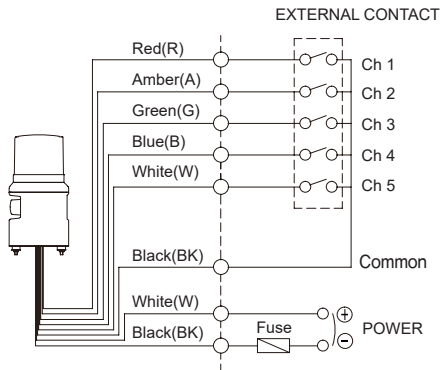 EXTERNAL CONTACT
Red(R)
Ch 1
Amber(A)
Ch 2
Green(G)
Ch 3
Blue(B)
Ch 4
White(W)
Ch 5
Black(BK)
Common
White(W)
+
Black(BK)
Fuse
POWER
−